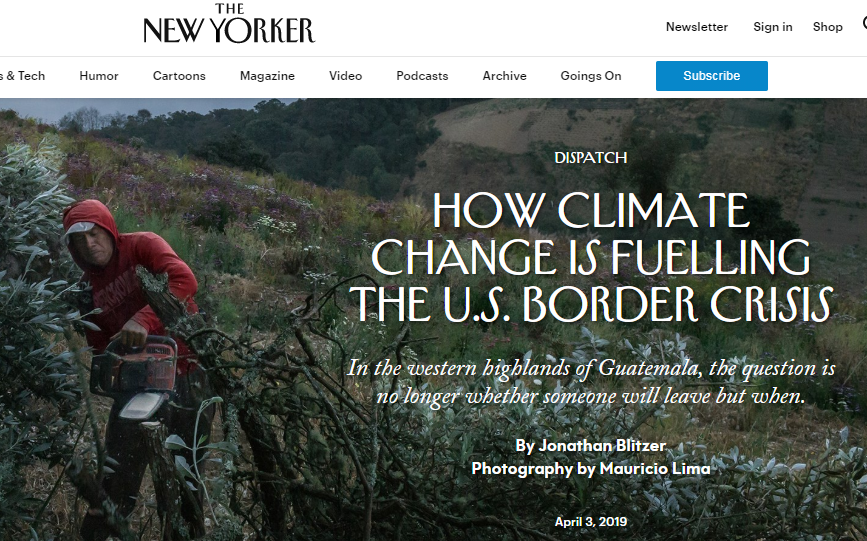 THE
NEW YORKER
Newsletter Sign in Shop
s & Tech Humor Cartoons Magazine Video Podcasts Archive Goings On Subscribe
DISPATCH
HOW CLIMATE
CHANGE IS FUELLING
THE U.S. BORDER CRISIS
In the western highlands of Guatemala, the question is
no longer whether someone will leave but when.
By Jonathan Blitzer
Photography by Mauricio Lima
April 3, 2019